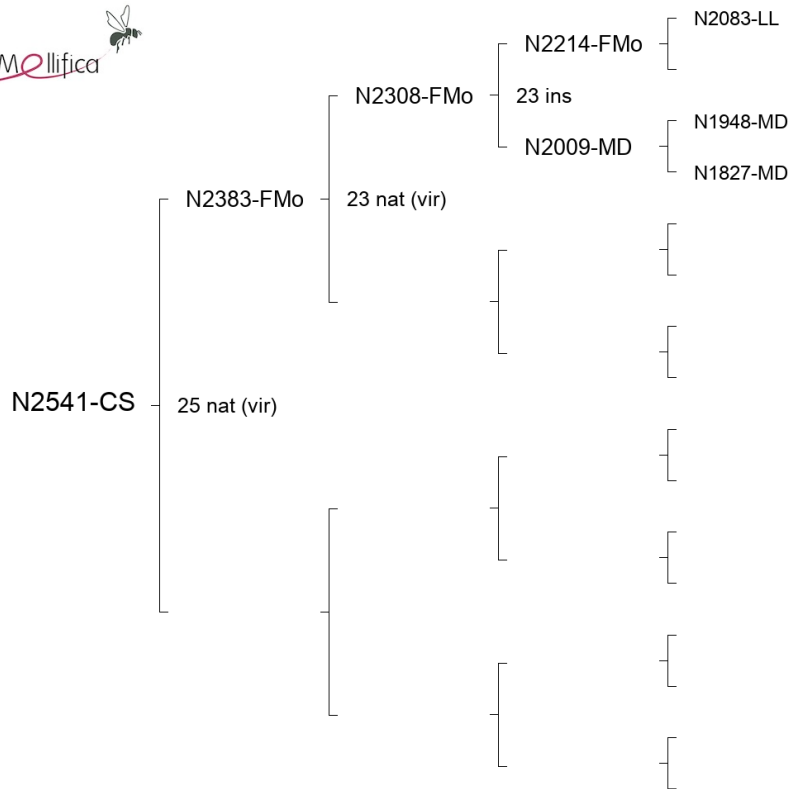 Mellifica
N2083-LL
N2214-FMo
N2308-FMo
23 ins
N1948-MD
N2009-MD
N1827-MD
N2383-FMo
23 nat (vir)
N2541-CS
25 nat (vir)